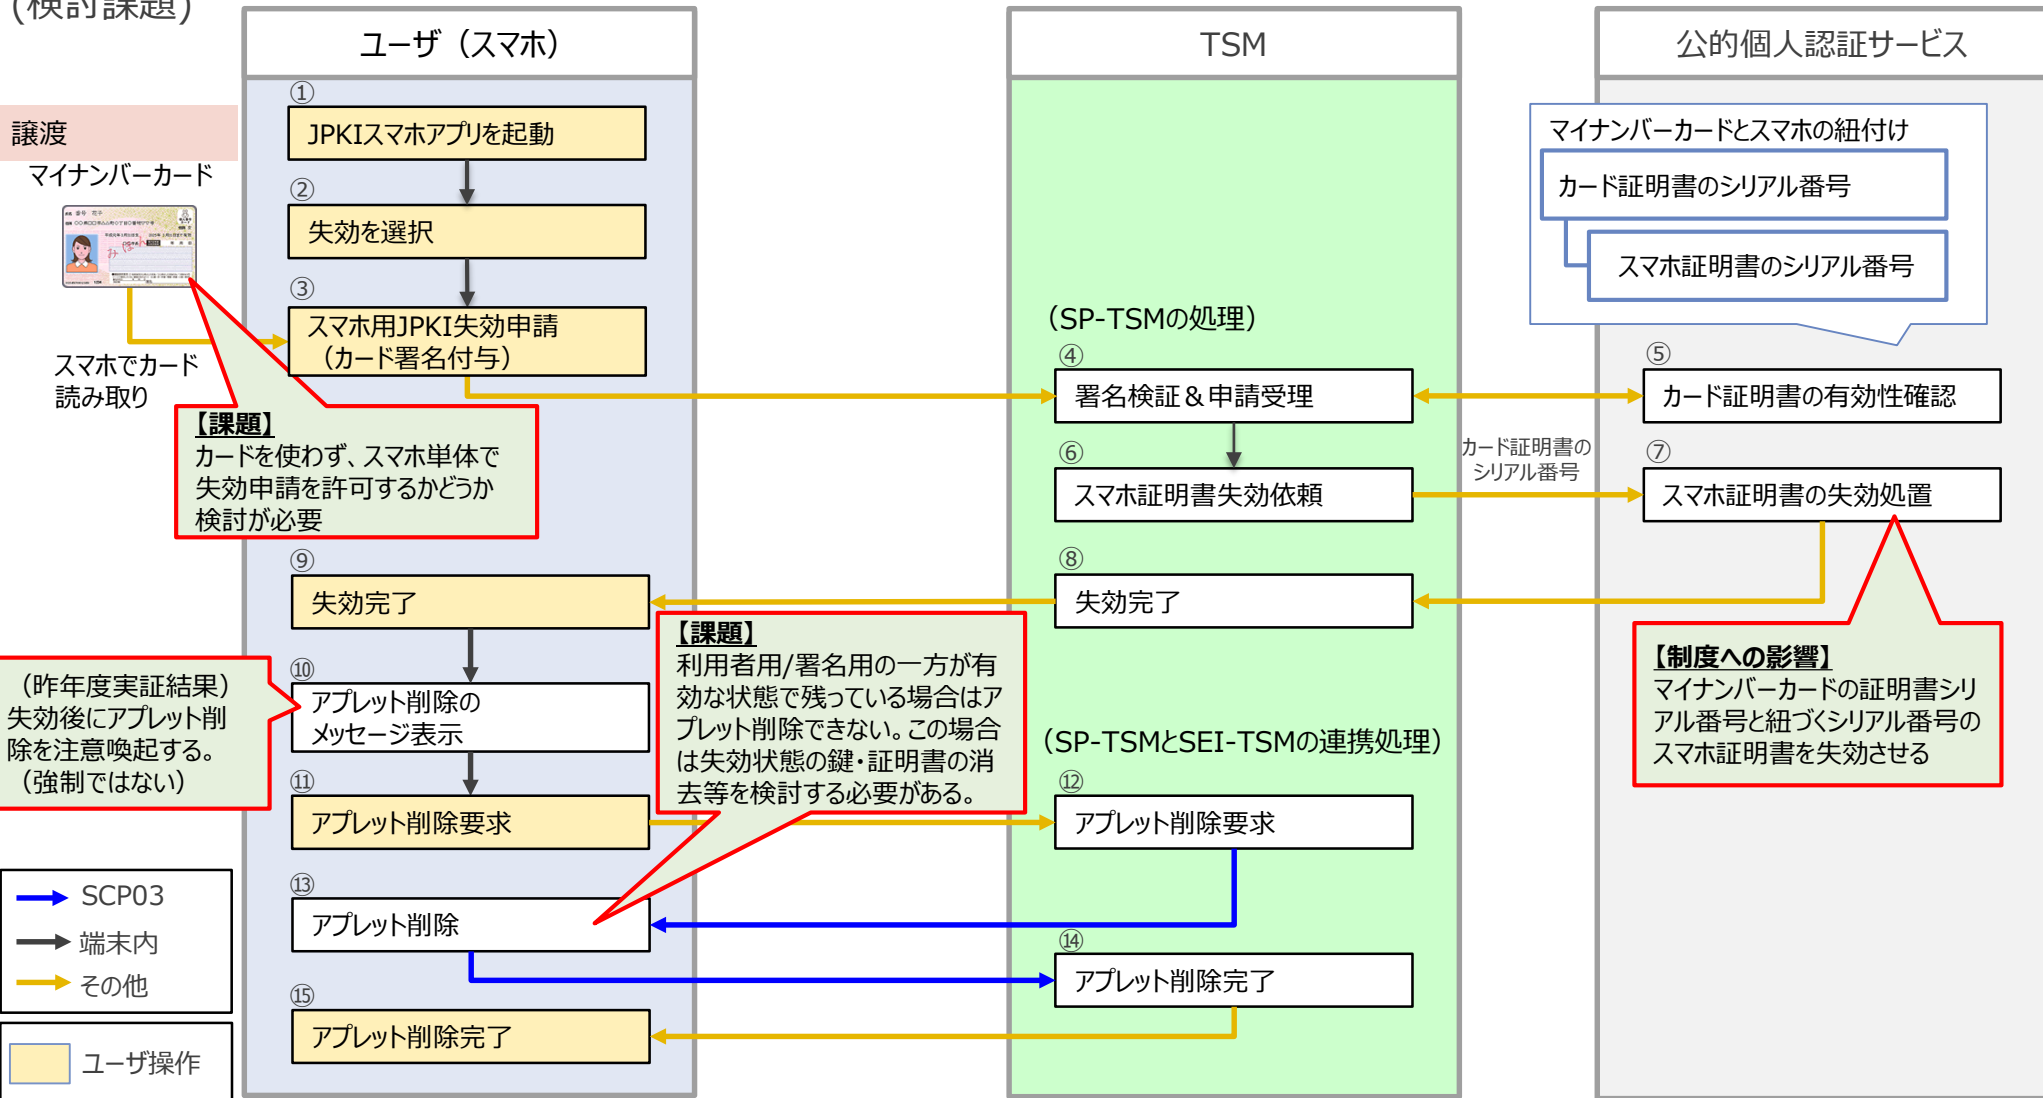 (検討課題)
ユーザ（スマホ）
TSM
公的個人認証サービス
譲渡
マイナンバーカード
みほん
スマホでカード
読み取り
①
JPKIスマホアプリを起動
②
失効を選択
③
スマホ用JPKI失効申請
（カード署名付与）
【課題】
カードを使わず、スマホ単体で
失効申請を許可するかどうか
検討が必要
（SP-TSMの処理）
④
署名検証＆申請受理
⑥
スマホ証明書失効依頼
カード証明書の
シリアル番号
マイナンバーカードとスマホの紐付け
カード証明書のシリアル番号
スマホ証明書のシリアル番号
⑤
カード証明書の有効性確認
⑦
スマホ証明書の失効処置
⑧
失効完了
⑨
失効完了
【制度への影響】
マイナンバーカードの証明書シリ
アル番号と紐づくシリアル番号の
スマホ証明書を失効させる
（昨年度実証結果）
失効後にアプレット削
除を注意喚起する。
（強制ではない）
⑩
アプレット削除の
メッセージ表示
【課題】
利用者用/署名用の一方が有
効な状態で残っている場合はア
プレット削除できない。この場合
は失効状態の鍵・証明書の消
去等を検討する必要がある。
（SP-TSMとSEI-TSMの連携処理）
⑪
アプレット削除要求
⑫
アプレット削除要求
⑬
アプレット削除
⑭
アプレット削除完了
⑮
アプレット削除完了
SCP03
端末内
その他
ユーザ操作